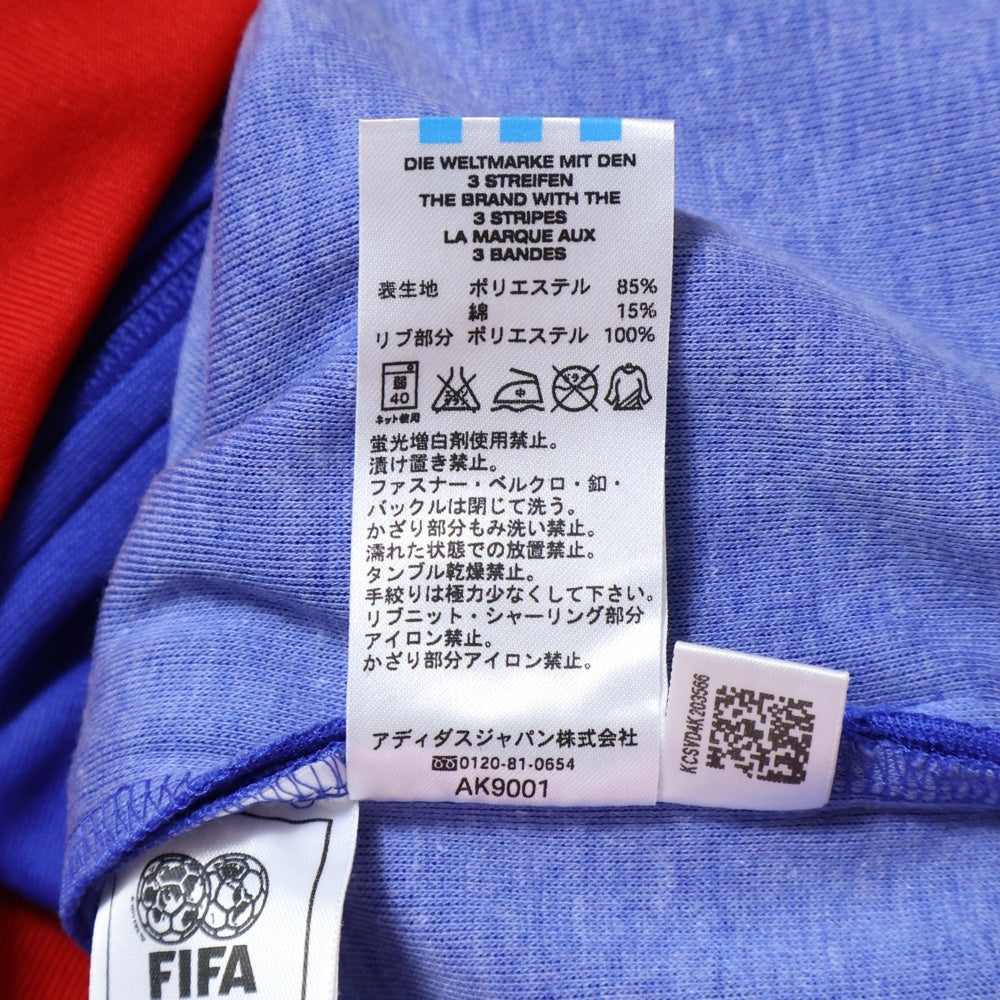 DIE WELTMARKE MIT DEN
3 STREIFEN
THE BRAND WITH THE
3 STRIPES
LA MARQUE AUX
3 BANDES
表生地 ポリエステル 85%
綿 15%
リブ部分 ポリエステル 100%
弱
40
中
ネット使用
蛍光増白剤使用禁止。
漬け置き禁止。
ファスナー・ベルクロ・釦・
バックルは閉じて洗う。
かざり部分もみ洗い禁止。
濡れた状態での放置禁止。
タンブル乾燥禁止。
手絞りは極力少なくして下さい。
リブニット・シャーリング部分
アイロン禁止。
かざり部分アイロン禁止。
アディダスジャパン株式会社
0120-81-0654
AK9001
KCSVDAK203566
FIFA